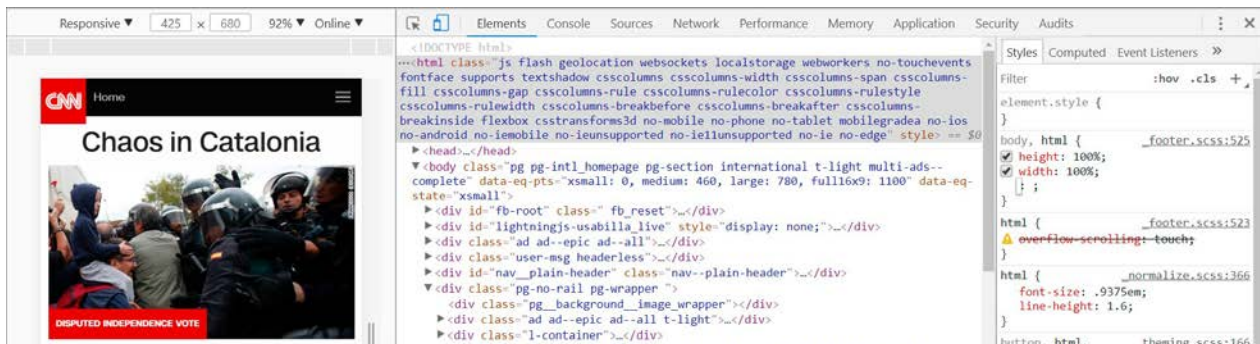 Responsive ▼ 425 × 680 92% ▼ Online ▼
Elements Console Sources Network Performance Memory Application Security Audits
CNN Home
Chaos in Catalonia
DISPUTED INDEPENDENCE VOTE
<!DOCTYPE html>
…<html class="js flash geolocation websockets localstorage webworkers no-touchevents
fontface supports textshadow csscolumns csscolumns-width csscolumns-span csscolumns-
fill csscolumns-gap csscolumns-rule csscolumns-rulecolor csscolumns-rulestyle
csscolumns-rulewidth csscolumns-breakbefore csscolumns-breakafter csscolumns-
breakinside flexbox csstransforms3d no-mobile no-phone no-tablet mobilegradea no-ios
no-android no-iemobile no-ieunsupported no-ie11unsupported no-ie no-edge" style> == $0
▶<head>…</head>
▼<body class="pg pg-intl_homepage pg-section international t-light multi-ads--
complete" data-eq-pts="xsmall: 0, medium: 460, large: 780, full16x9: 1100" data-eq-
state="xsmall">
▶<div id="fb-root" class=" fb_reset">…</div>
▶<div id="lightningjs-usabilla_live" style="display: none;">…</div>
▶<div class="ad ad--epic ad--all">…</div>
▶<div class="user-msg headerless">…</div>
▶<div id="nav__plain-header" class="nav--plain-header">…</div>
▼<div class="pg-no-rail pg-wrapper ">
<div class="pg__background__image_wrapper"></div>
▶<div class="ad ad--epic ad--all t-light">…</div>
▶<div class="l-container">…</div>
Styles Computed Event Listeners »
Filter :hov .cls +
element.style {
}
body, html { _footer.scss:525
height: 100%;
width: 100%;
: ;
}
html { _footer.scss:523
overflow-scrolling: touch;
}
html { _normalize.scss:366
font-size: .9375em;
line-height: 1.6;
}
button, html, theming.scss:166